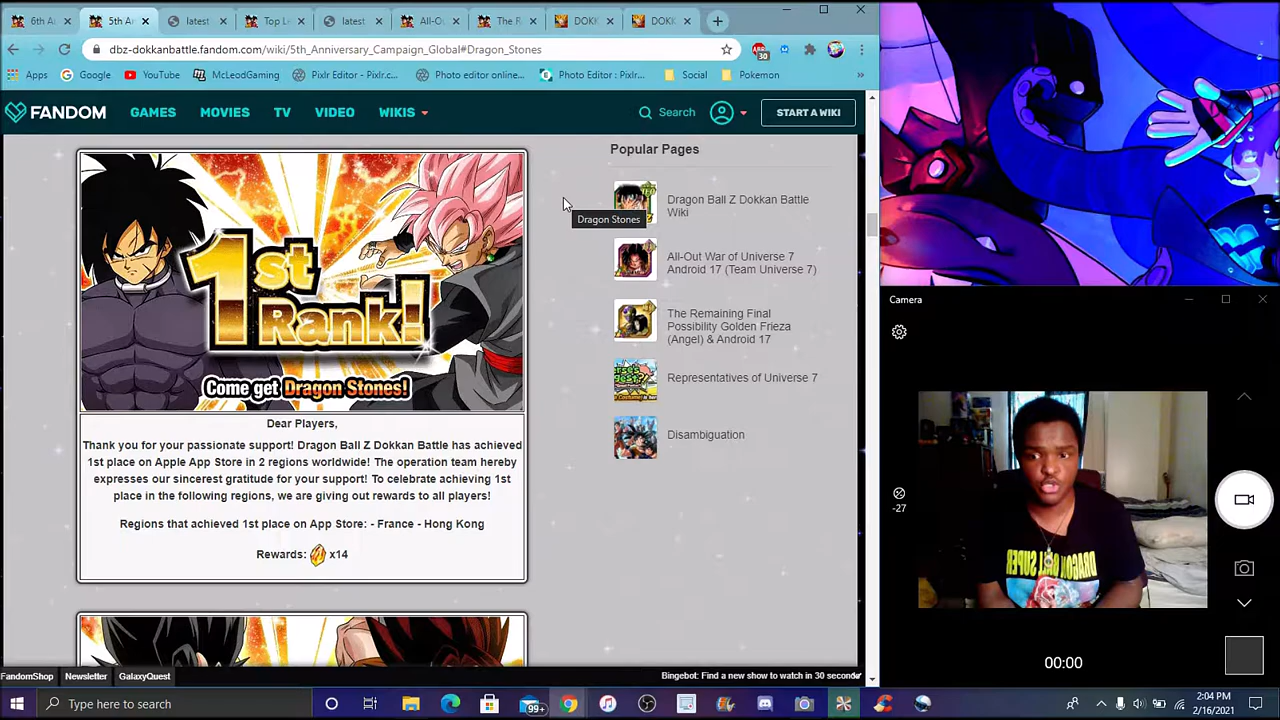 6th A
5th Ar
latest
Top L
latest
All-Ou
The R
DOKK
DOKK
dbz-dokkanbattle.fandom.com/wiki/5th_Anniversary_Campaign_Global#Dragon_Stones
30
Apps
Google
YouTube
McLeodGaming
Pixlr Editor - Pixlr.c...
Photo editor online...
Photo Editor : Pixlr...
Social
Pokemon
»
FANDOM
GAMES
MOVIES
TV
VIDEO
WIKIS
Search
START A WIKI
1st
Rank!
Come get Dragon Stones!
Dear Players,
Thank you for your passionate support! Dragon Ball Z Dokkan Battle has achieved
1st place on Apple App Store in 2 regions worldwide! The operation team hereby
expresses our sincerest gratitude for your support! To celebrate achieving 1st
place in the following regions, we are giving out rewards to all players!
Regions that achieved 1st place on App Store: - France - Hong Kong
Rewards: x14
Popular Pages
Dragon Ball Z Dokkan Battle
Wiki
Dragon Stones
All-Out War of Universe 7
Android 17 (Team Universe 7)
The Remaining Final
Possibility Golden Frieza
(Angel) & Android 17
Representatives of Universe 7
Disambiguation
FandomShop
Newsletter
GalaxyQuest
Bingebot: Find a new show to watch in 30 seconds
Camera
-27
DRAGON BALL SUPER
00:00
Type here to search
99+
2:04 PM
2/16/2021